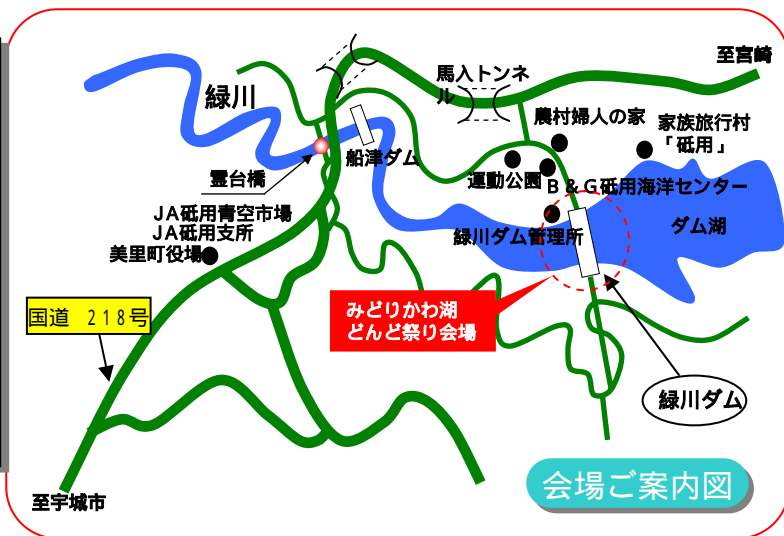 至宮崎
馬入トンネ
ル
緑川
農村婦人の家
家族旅行村
「砥用」
船津ダム
霊台橋
運動公園
B&G砥用海洋センター
JA砥用青空市場
JA砥用支所
美里町役場
緑川ダム管理所
ダム湖
国道 218号
みどりかわ湖
どんど祭り会場
緑川ダム
会場ご案内図
至宇城市